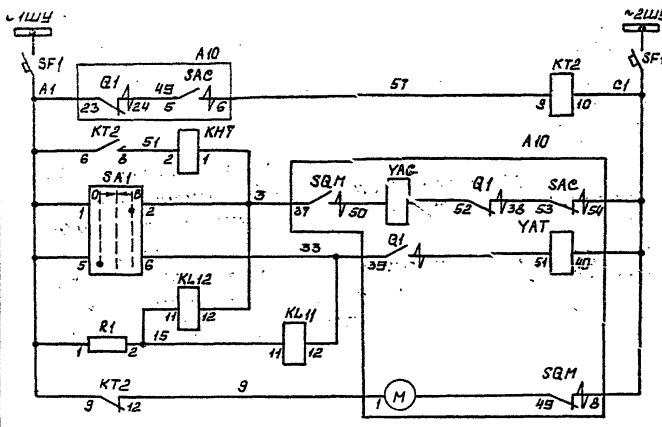 ~1ШУ ~2ШУ
SF1 SF1
A10
A1 Q1 49 SAC 57 KT2 C1
23 24 5 6 9 10
KT2 51 KH7 A10
6 8 2 1
SA1 SQM YAC Q1 SAC
O B
1 2 3 37 50 52 38 53 54
33 Q1 YAT
5 6 39 51 40
KL12
11 12 KL11
R1 15
1 2 11 12
KT2 9 SQM
9 12 1 M 49 8